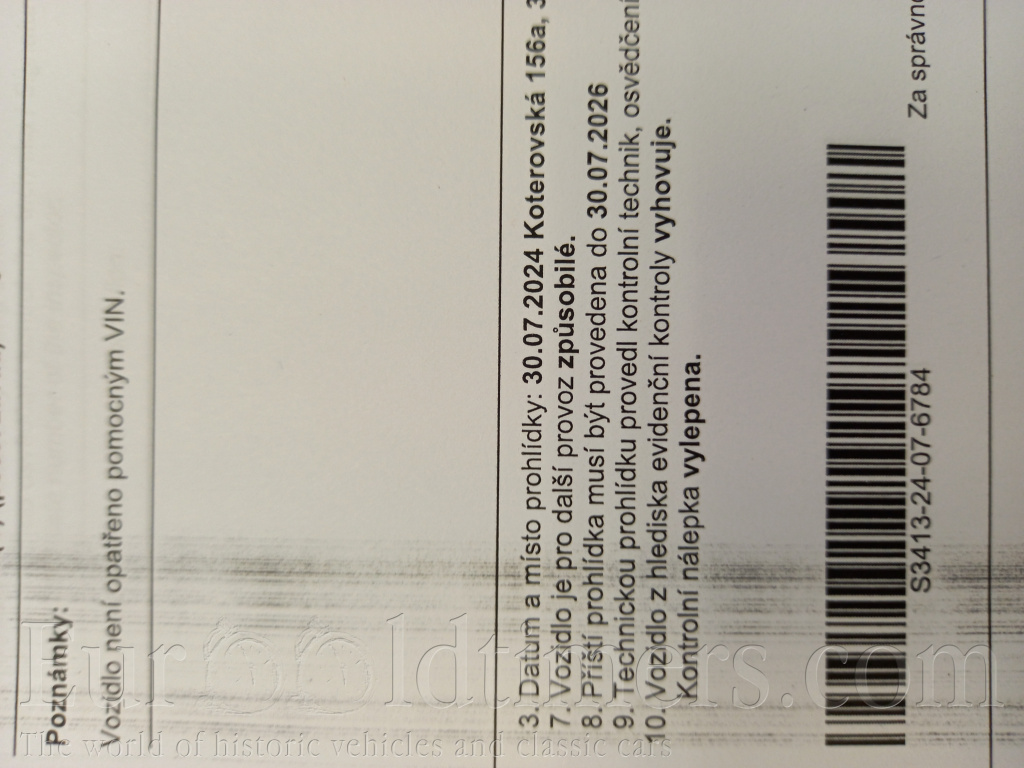 Poznámky:
Vozidlo není opatřeno pomocným VIN.
3. Datum a místo prohlídky: 30.07.2024 Koterovská 156a, 3
7. Vozidlo je pro další provoz způsobilé.
8. Příští prohlídka musí být provedena do 30.07.2026
9. Technickou prohlídku provedl kontrolní technik, osvědčení
10. Vozidlo z hlediska evidenční kontroly vyhovuje.
Kontrolní nálepka vylepena.
S3413-24-07-6784
Za správno
EurOldtimers.com
The world of historic vehicles and classic cars